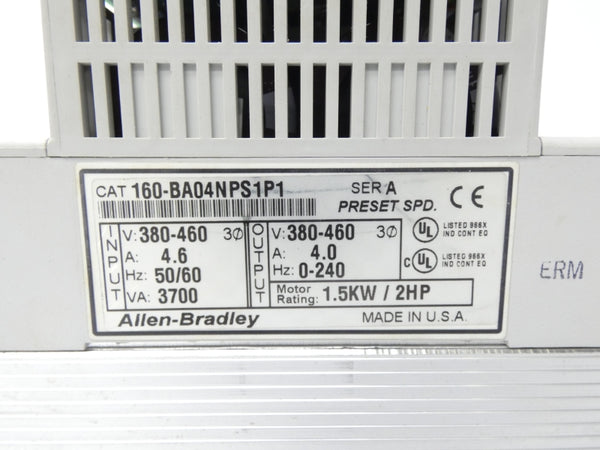 CAT 160-BA04NPS1P1 SER A
PRESET SPD. CE
INPUT
V: 380-460 3Ø
A: 4.6
Hz: 50/60
VA: 3700
OUTPUT
V: 380-460 3Ø
A: 4.0
Hz: 0-240
Motor Rating: 1.5KW / 2HP
UL LISTED 966X
IND CONT EQ
C UL LISTED 966X
IND CONT EQ
Allen-Bradley MADE IN U.S.A.
ERM